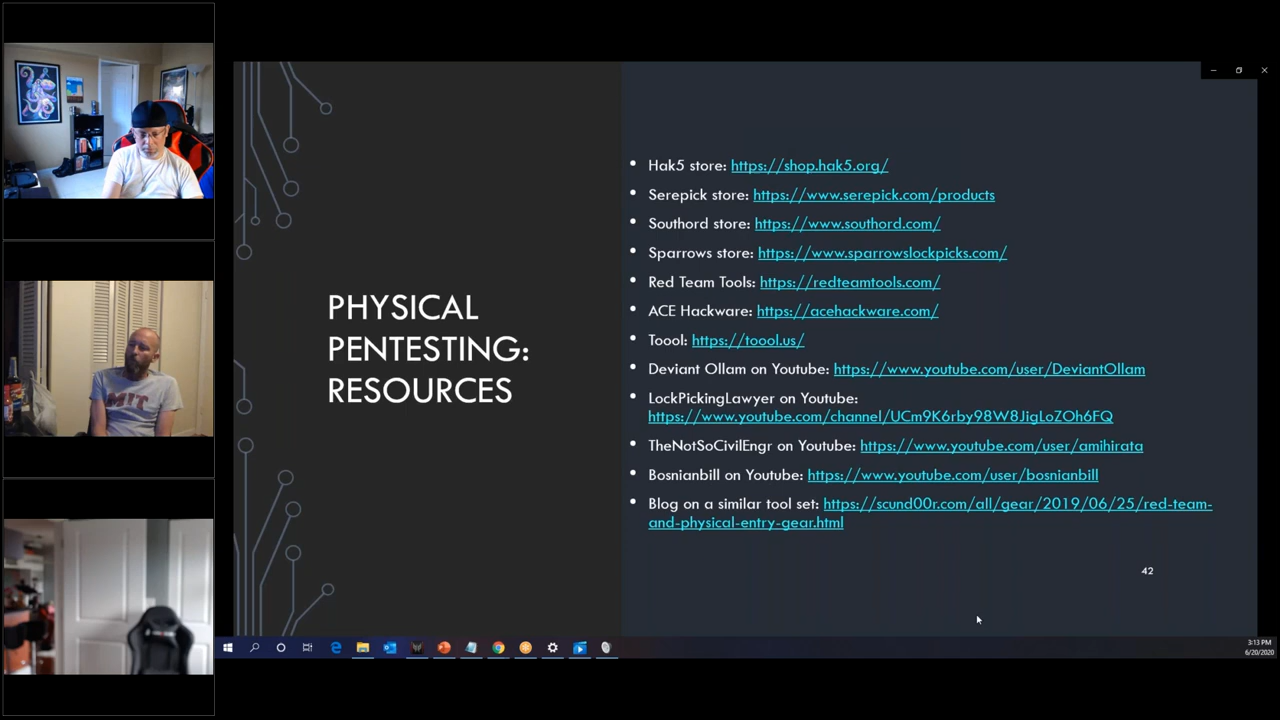 PHYSICAL
PENTESTING:
RESOURCES
• Hak5 store: https://shop.hak5.org/
• Serepick store: https://www.serepick.com/products
• Southord store: https://www.southord.com/
• Sparrows store: https://www.sparrowslockpicks.com/
• Red Team Tools: https://redteamtools.com/
• ACE Hackware: https://acehackware.com/
• Toool: https://toool.us/
• Deviant Ollam on Youtube: https://www.youtube.com/user/DeviantOllam
• LockPickingLawyer on Youtube:
https://www.youtube.com/channel/UCm9K6rby98W8JigLoZOh6FQ
• TheNotSoCivilEngr on Youtube: https://www.youtube.com/user/amihirata
• Bosnianbill on Youtube: https://www.youtube.com/user/bosnianbill
• Blog on a similar tool set: https://scund00r.com/all/gear/2019/06/25/red-team-
and-physical-entry-gear.html
42
MIT
3:13 PM
6/20/2020